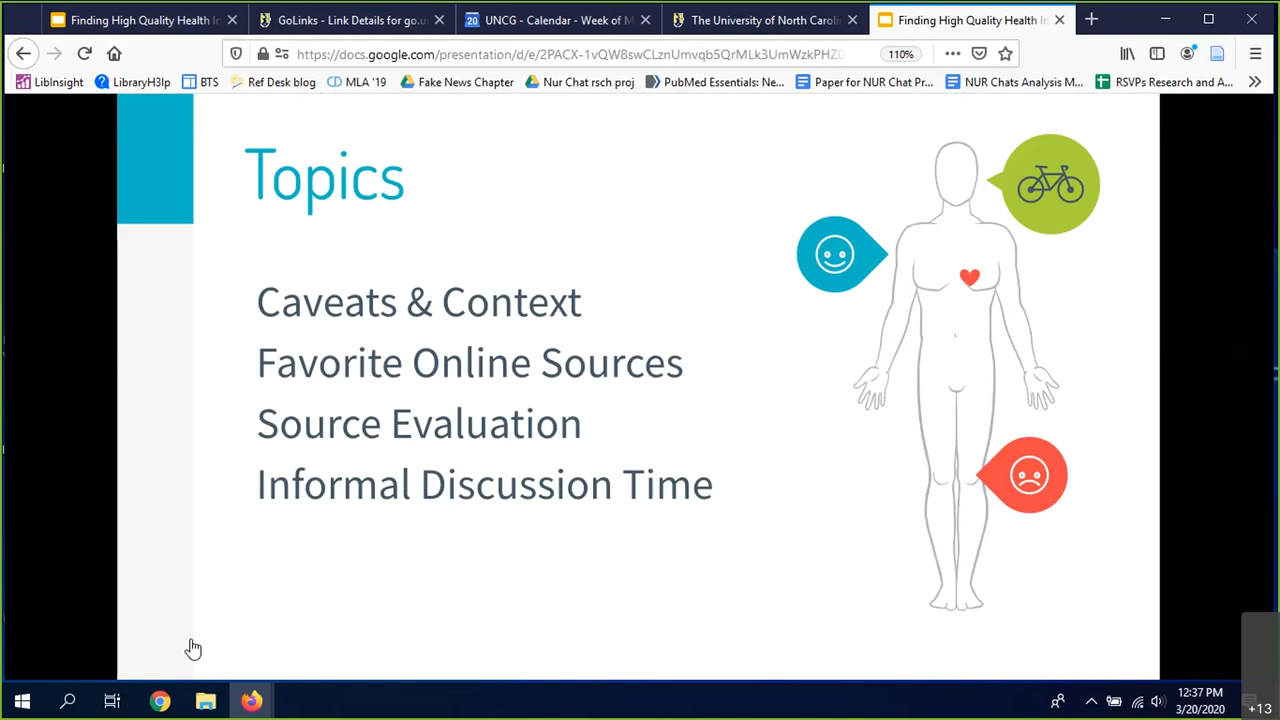 Finding High Quality Health In
GoLinks - Link Details for go.u
20
UNCG - Calendar - Week of M
The University of North Caroli
Finding High Quality Health In
https://docs.google.com/presentation/d/e/2PACX-1vQW8swCLznUmvqb5QrMLk3UmWzkPHZ0
110%
LibInsight
LibraryH3lp
BTS
Ref Desk blog
MLA '19
Fake News Chapter
Nur Chat rsch proj
PubMed Essentials: Ne...
Paper for NUR Chat Pr...
NUR Chats Analysis M...
RSVPs Research and A...
Topics
Caveats & Context
Favorite Online Sources
Source Evaluation
Informal Discussion Time
12:37 PM
3/20/2020
+13